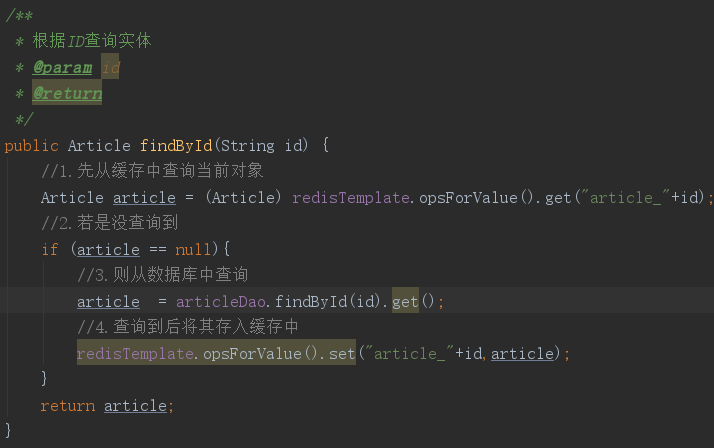 /**
 * 根据ID查询实体
 * @param id
 * @return
 */
public Article findById(String id) {
    //1.先从缓存中查询当前对象
    Article article = (Article) redisTemplate.opsForValue().get("article_"+id);
    //2.若是没查询到
    if (article == null){
        //3.则从数据库中查询
        article  = articleDao.findById(id).get();
        //4.查询到后将其存入缓存中
        redisTemplate.opsForValue().set("article_"+id,article);
    }
    return article;
}